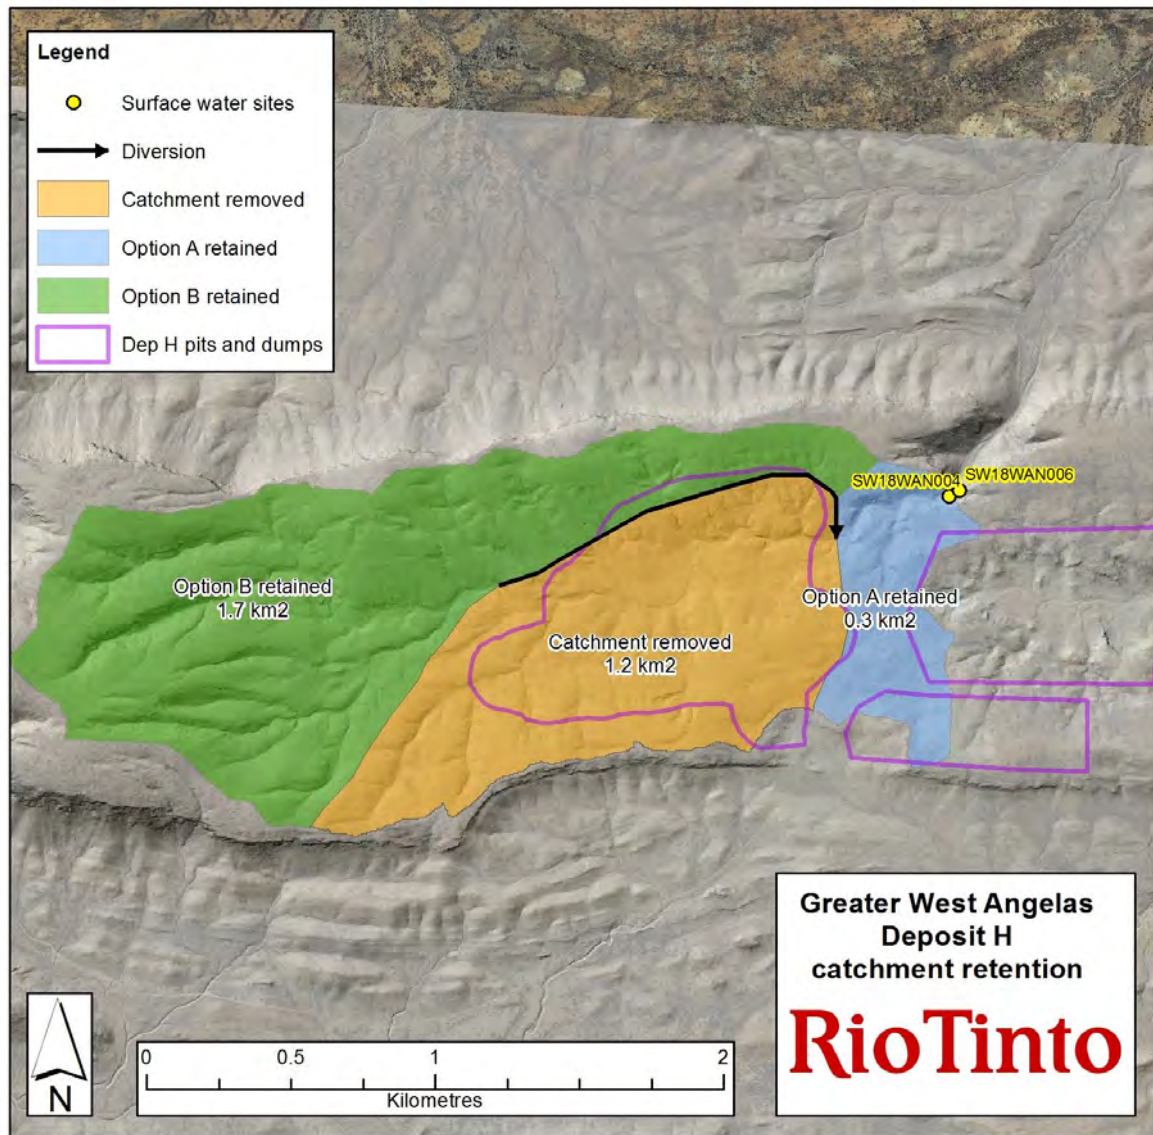 Legend
Surface water sites
Diversion
Catchment removed
Option A retained
Option B retained
Dep H pits and dumps
SW18WAN004
SW18WAN006
Option B retained
1.7 km2
Option A retained
0.3 km2
Catchment removed
1.2 km2
Greater West Angelas
Deposit H
catchment retention
RioTinto
N
0 0.5 1 2
Kilometres